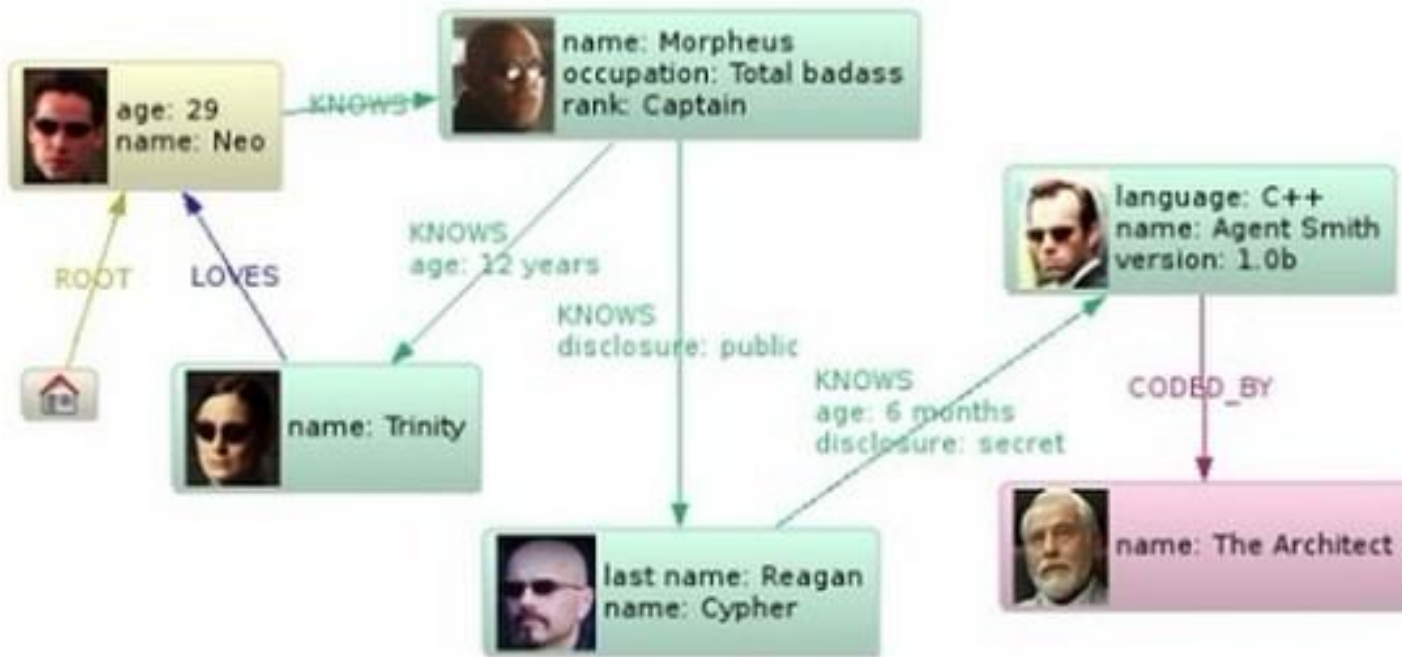 name: Morpheus
occupation: Total badass
rank: Captain
age: 29
name: Neo
KNOWS
language: C++
name: Agent Smith
version: 1.0b
KNOWS
age: 12 years
ROOT
LOVES
KNOWS
disclosure: public
KNOWS
age: 6 months
disclosure: secret
CODED_BY
name: Trinity
name: The Architect
last name: Reagan
name: Cypher